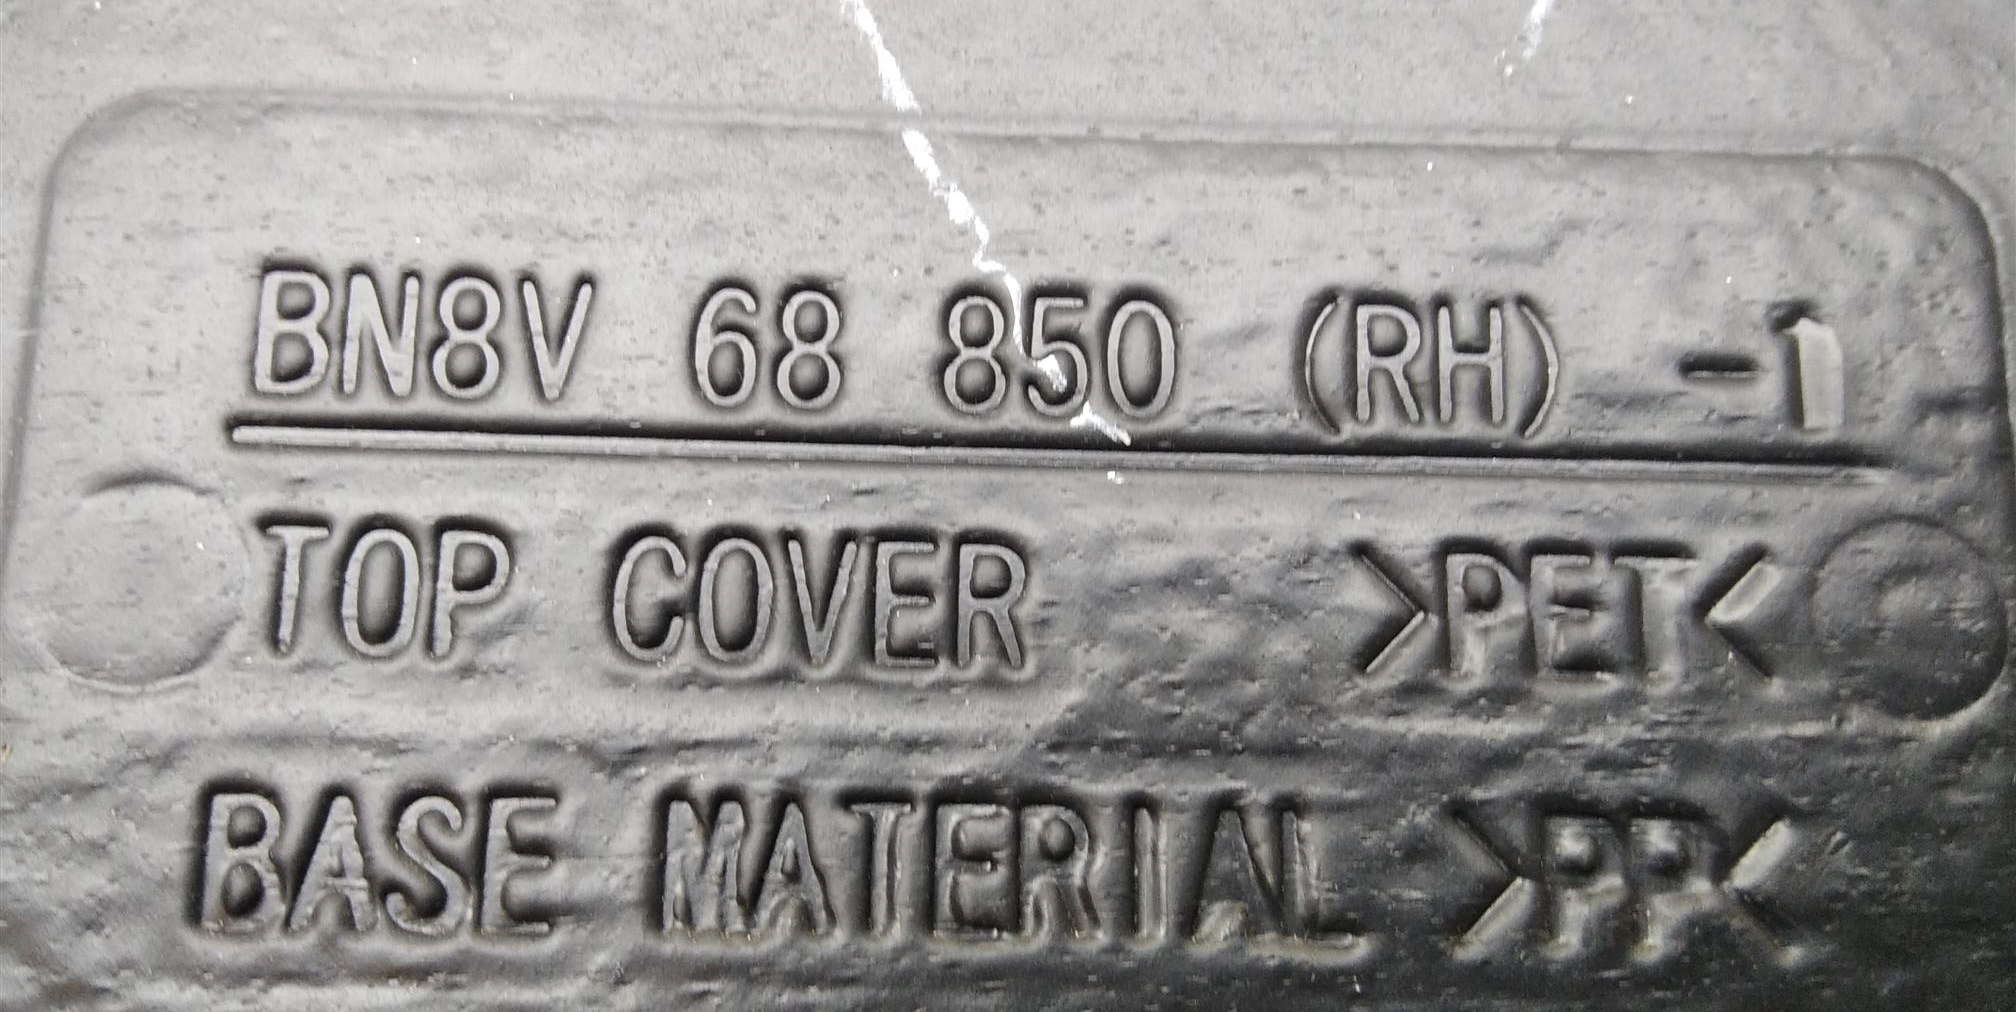 BN8V 68 850 (RH) -1
TOP COVER >PET<
BASE MATERIAL >PP<